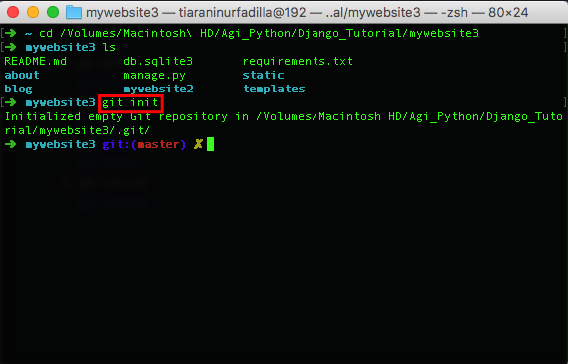 mywebsite3 — tiaraninurfadilla@192 — ..al/mywebsite3 — -zsh — 80×24
[➜ ~ cd /Volumes/Macintosh\ HD/Agi_Python/Django_Tutorial/mywebsite3 ]
[➜ mywebsite3 ls ]
README.md db.sqlite3 requirements.txt
about manage.py static
blog mywebsite2 templates
[➜ mywebsite3 git init ]
Initialized empty Git repository in /Volumes/Macintosh HD/Agi_Python/Django_Tuto
rial/mywebsite3/.git/
➜ mywebsite3 git:(master) ✗